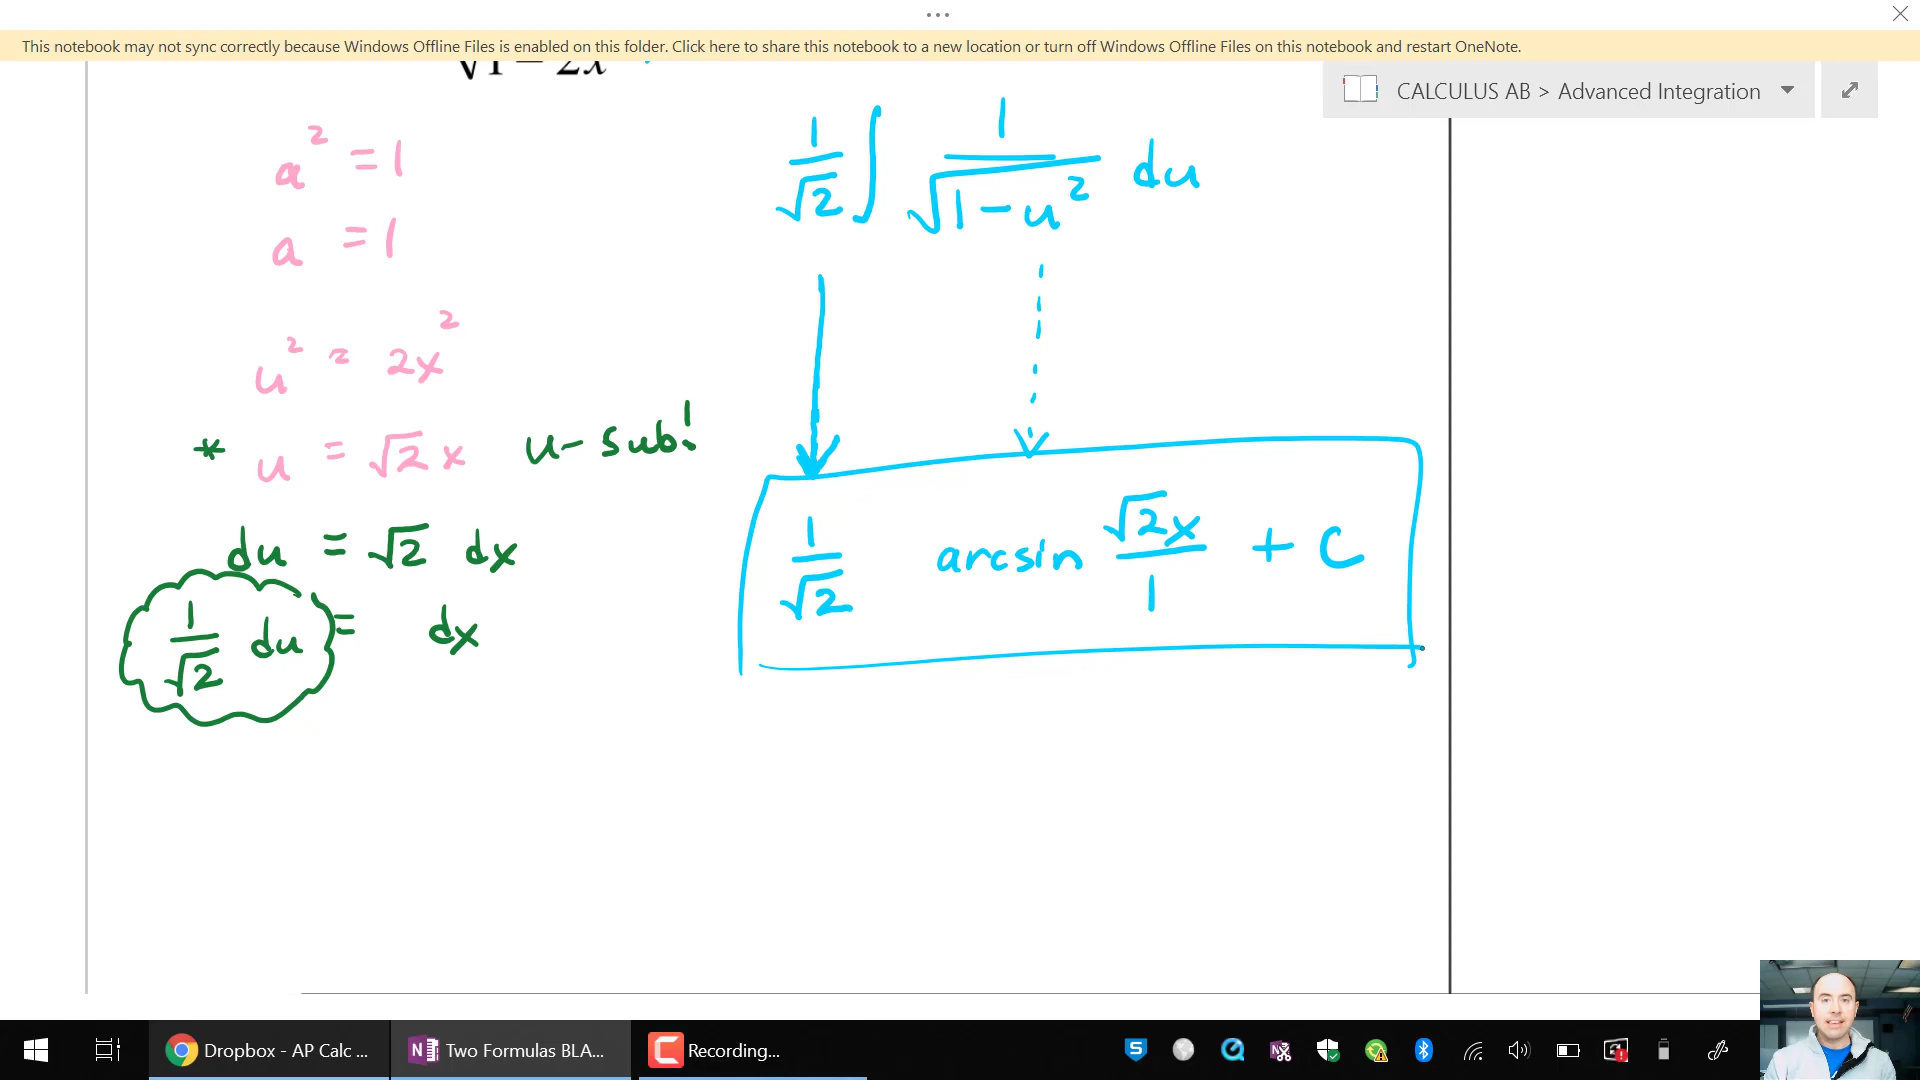 This notebook may not sync correctly because Windows Offline Files is enabled on this folder. Click here to share this notebook to a new location or turn off Windows Offline Files on this notebook and restart OneNote.
√1 − 2x
CALCULUS AB > Advanced Integration
a² = 1
a = 1
u² = 2x²
* u = √2 x u-sub!
du = √2 dx
1/√2 du = dx
1/√2 ∫ 1/√(1-u²) du
1/√2 arcsin √2x/1 + C
Dropbox - AP Calc ...
Two Formulas BLA...
Recording...